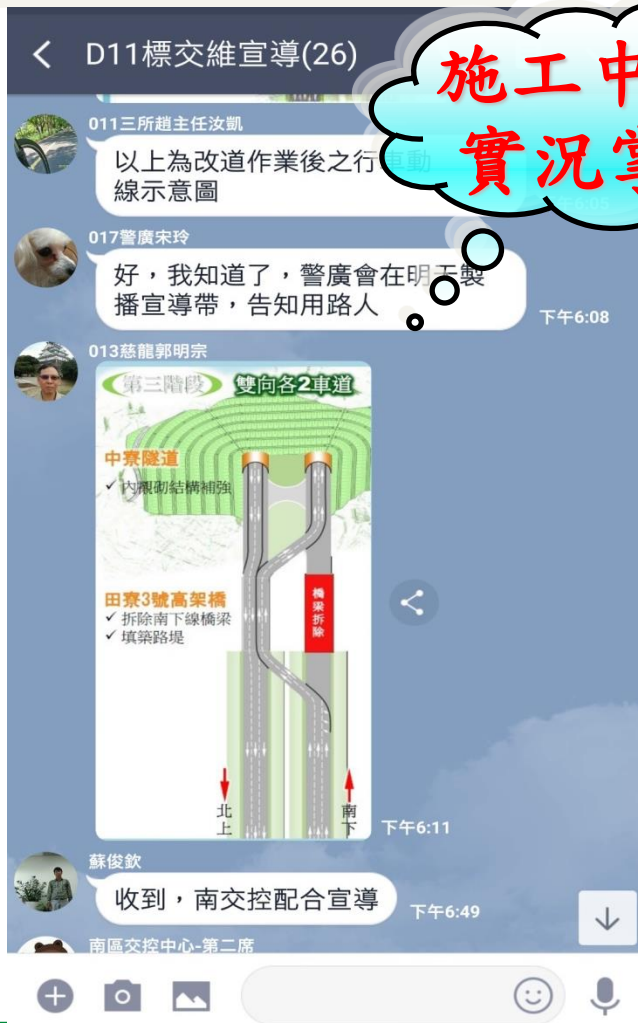 D11標交維宣導(26)
施工中
實況
011三所趙主任汝凱
以上為改道作業後之行車動
線示意圖
下午6:05
017警廣宋玲
好，我知道了，警廣會在明天製
播宣導帶，告知用路人
下午6:08
013慈龍郭明宗
第三階段 雙向各2車道
中寮隧道
✓ 內襯砌結構補強
田寮3號高架橋
✓ 拆除南下線橋梁
✓ 填築路堤
橋梁拆除
北上
南下
下午6:11
蘇俊欽
收到，南交控配合宣導
下午6:49
南區交控中心-第二席